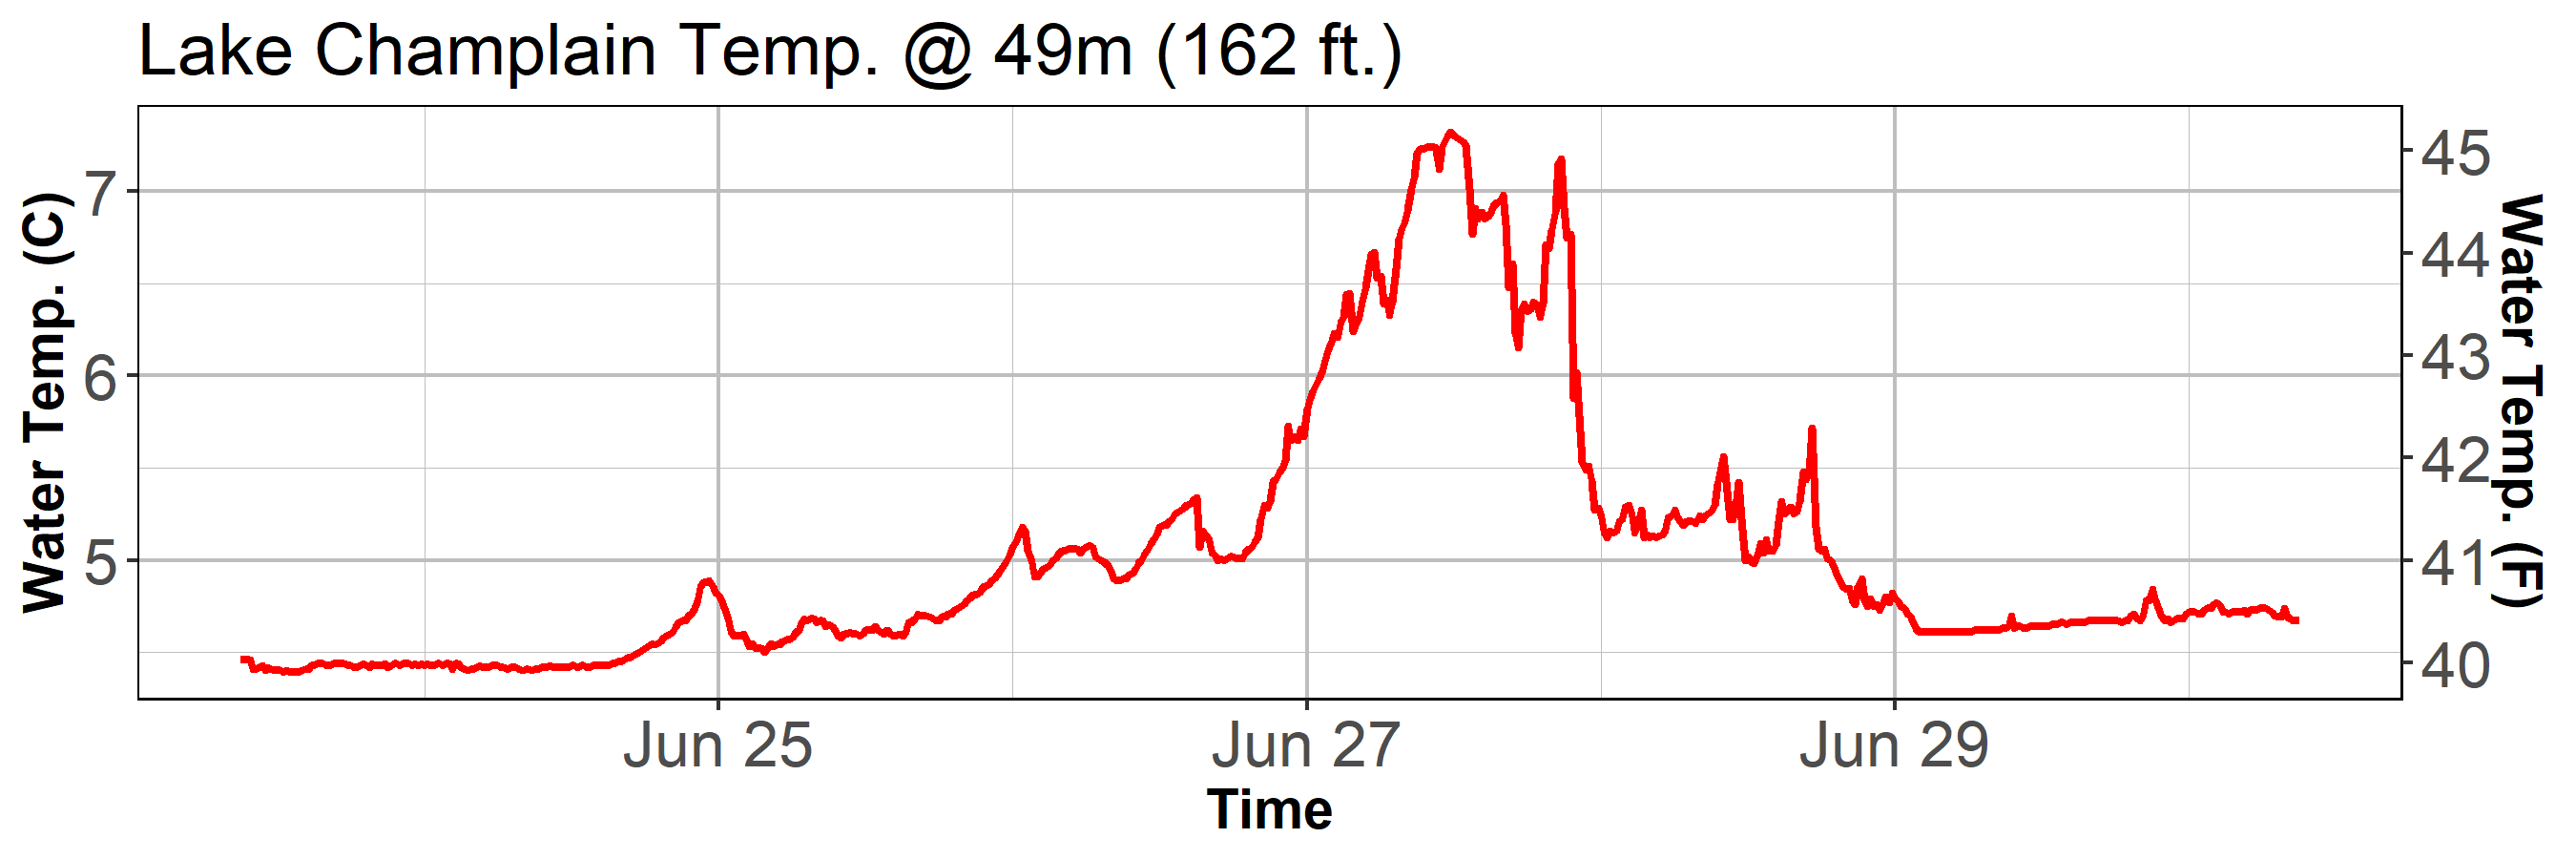 Lake Champlain Temp. @ 49m (162 ft.)
Water Temp. (C)
7
6
5
45
44
43
42
41
40
Water Temp. (F)
Jun 25 Jun 27 Jun 29
Time